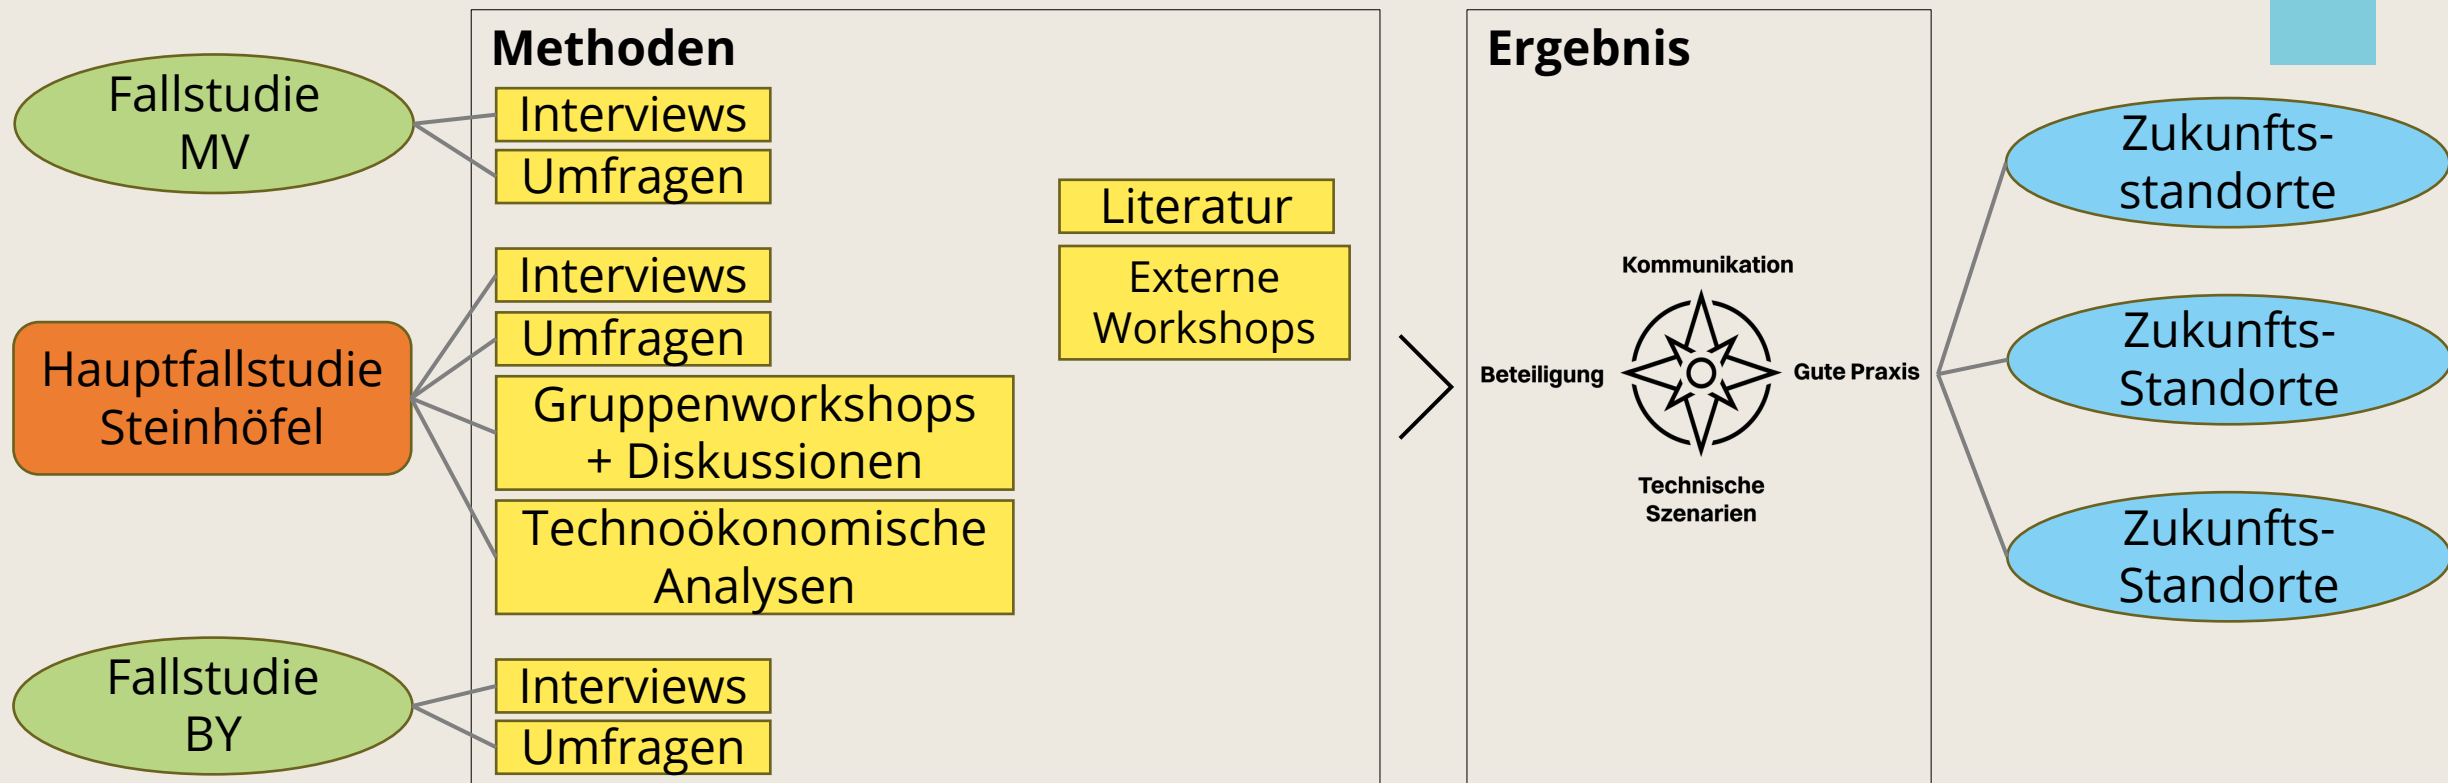 Fallstudie
MV
Hauptfallstudie
Steinhöfel
Fallstudie
BY
Methoden
Interviews
Umfragen
Interviews
Umfragen
Gruppenworkshops
+ Diskussionen
Technoökonomische
Analysen
Interviews
Umfragen
Literatur
Externe
Workshops
Ergebnis
Kommunikation
Beteiligung
Gute Praxis
Technische
Szenarien
Zukunfts-
standorte
Zukunfts-
Standorte
Zukunfts-
Standorte